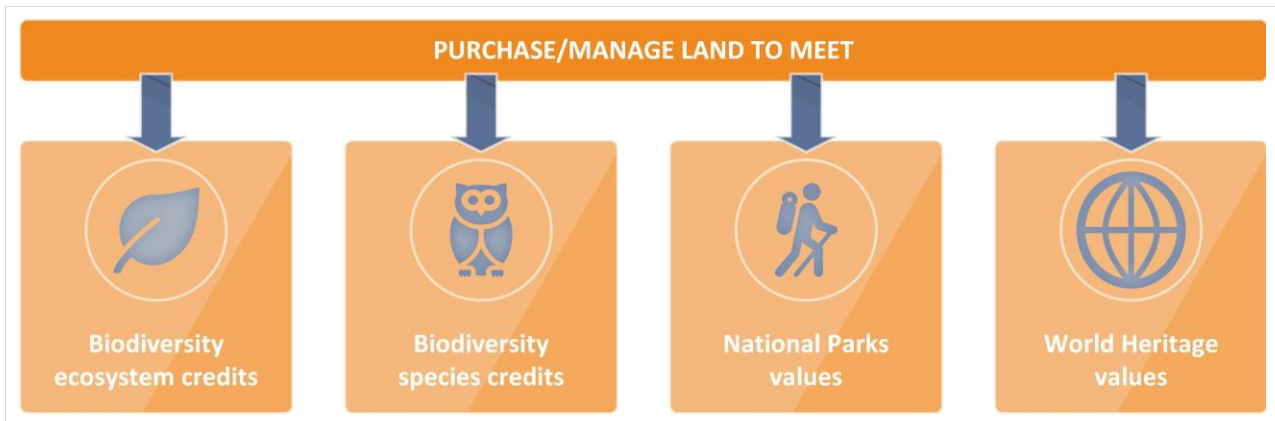 PURCHASE/MANAGE LAND TO MEET
Biodiversity
ecosystem credits
Biodiversity
species credits
National Parks
values
World Heritage
values